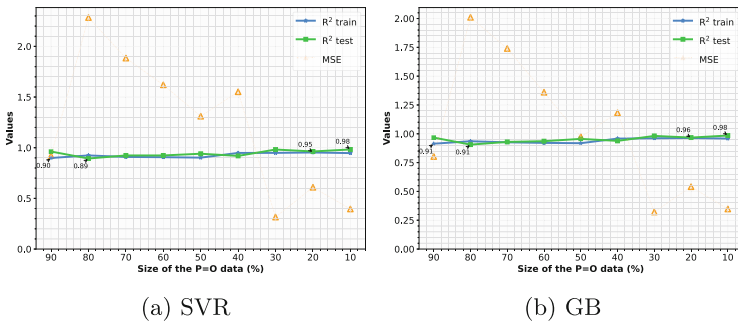 R² train
R² test
MSE
2.0
1.5
1.0
0.5
0.0
Values
0.90
0.89
0.95
0.98
90 80 70 60 50 40 30 20 10
Size of the P=O data (%)
(a) SVR
R² train
R² test
MSE
2.00
1.75
1.50
1.25
1.00
0.75
0.50
0.25
0.00
Values
0.91
0.91
0.96
0.98
90 80 70 60 50 40 30 20 10
Size of the P=O data (%)
(b) GB